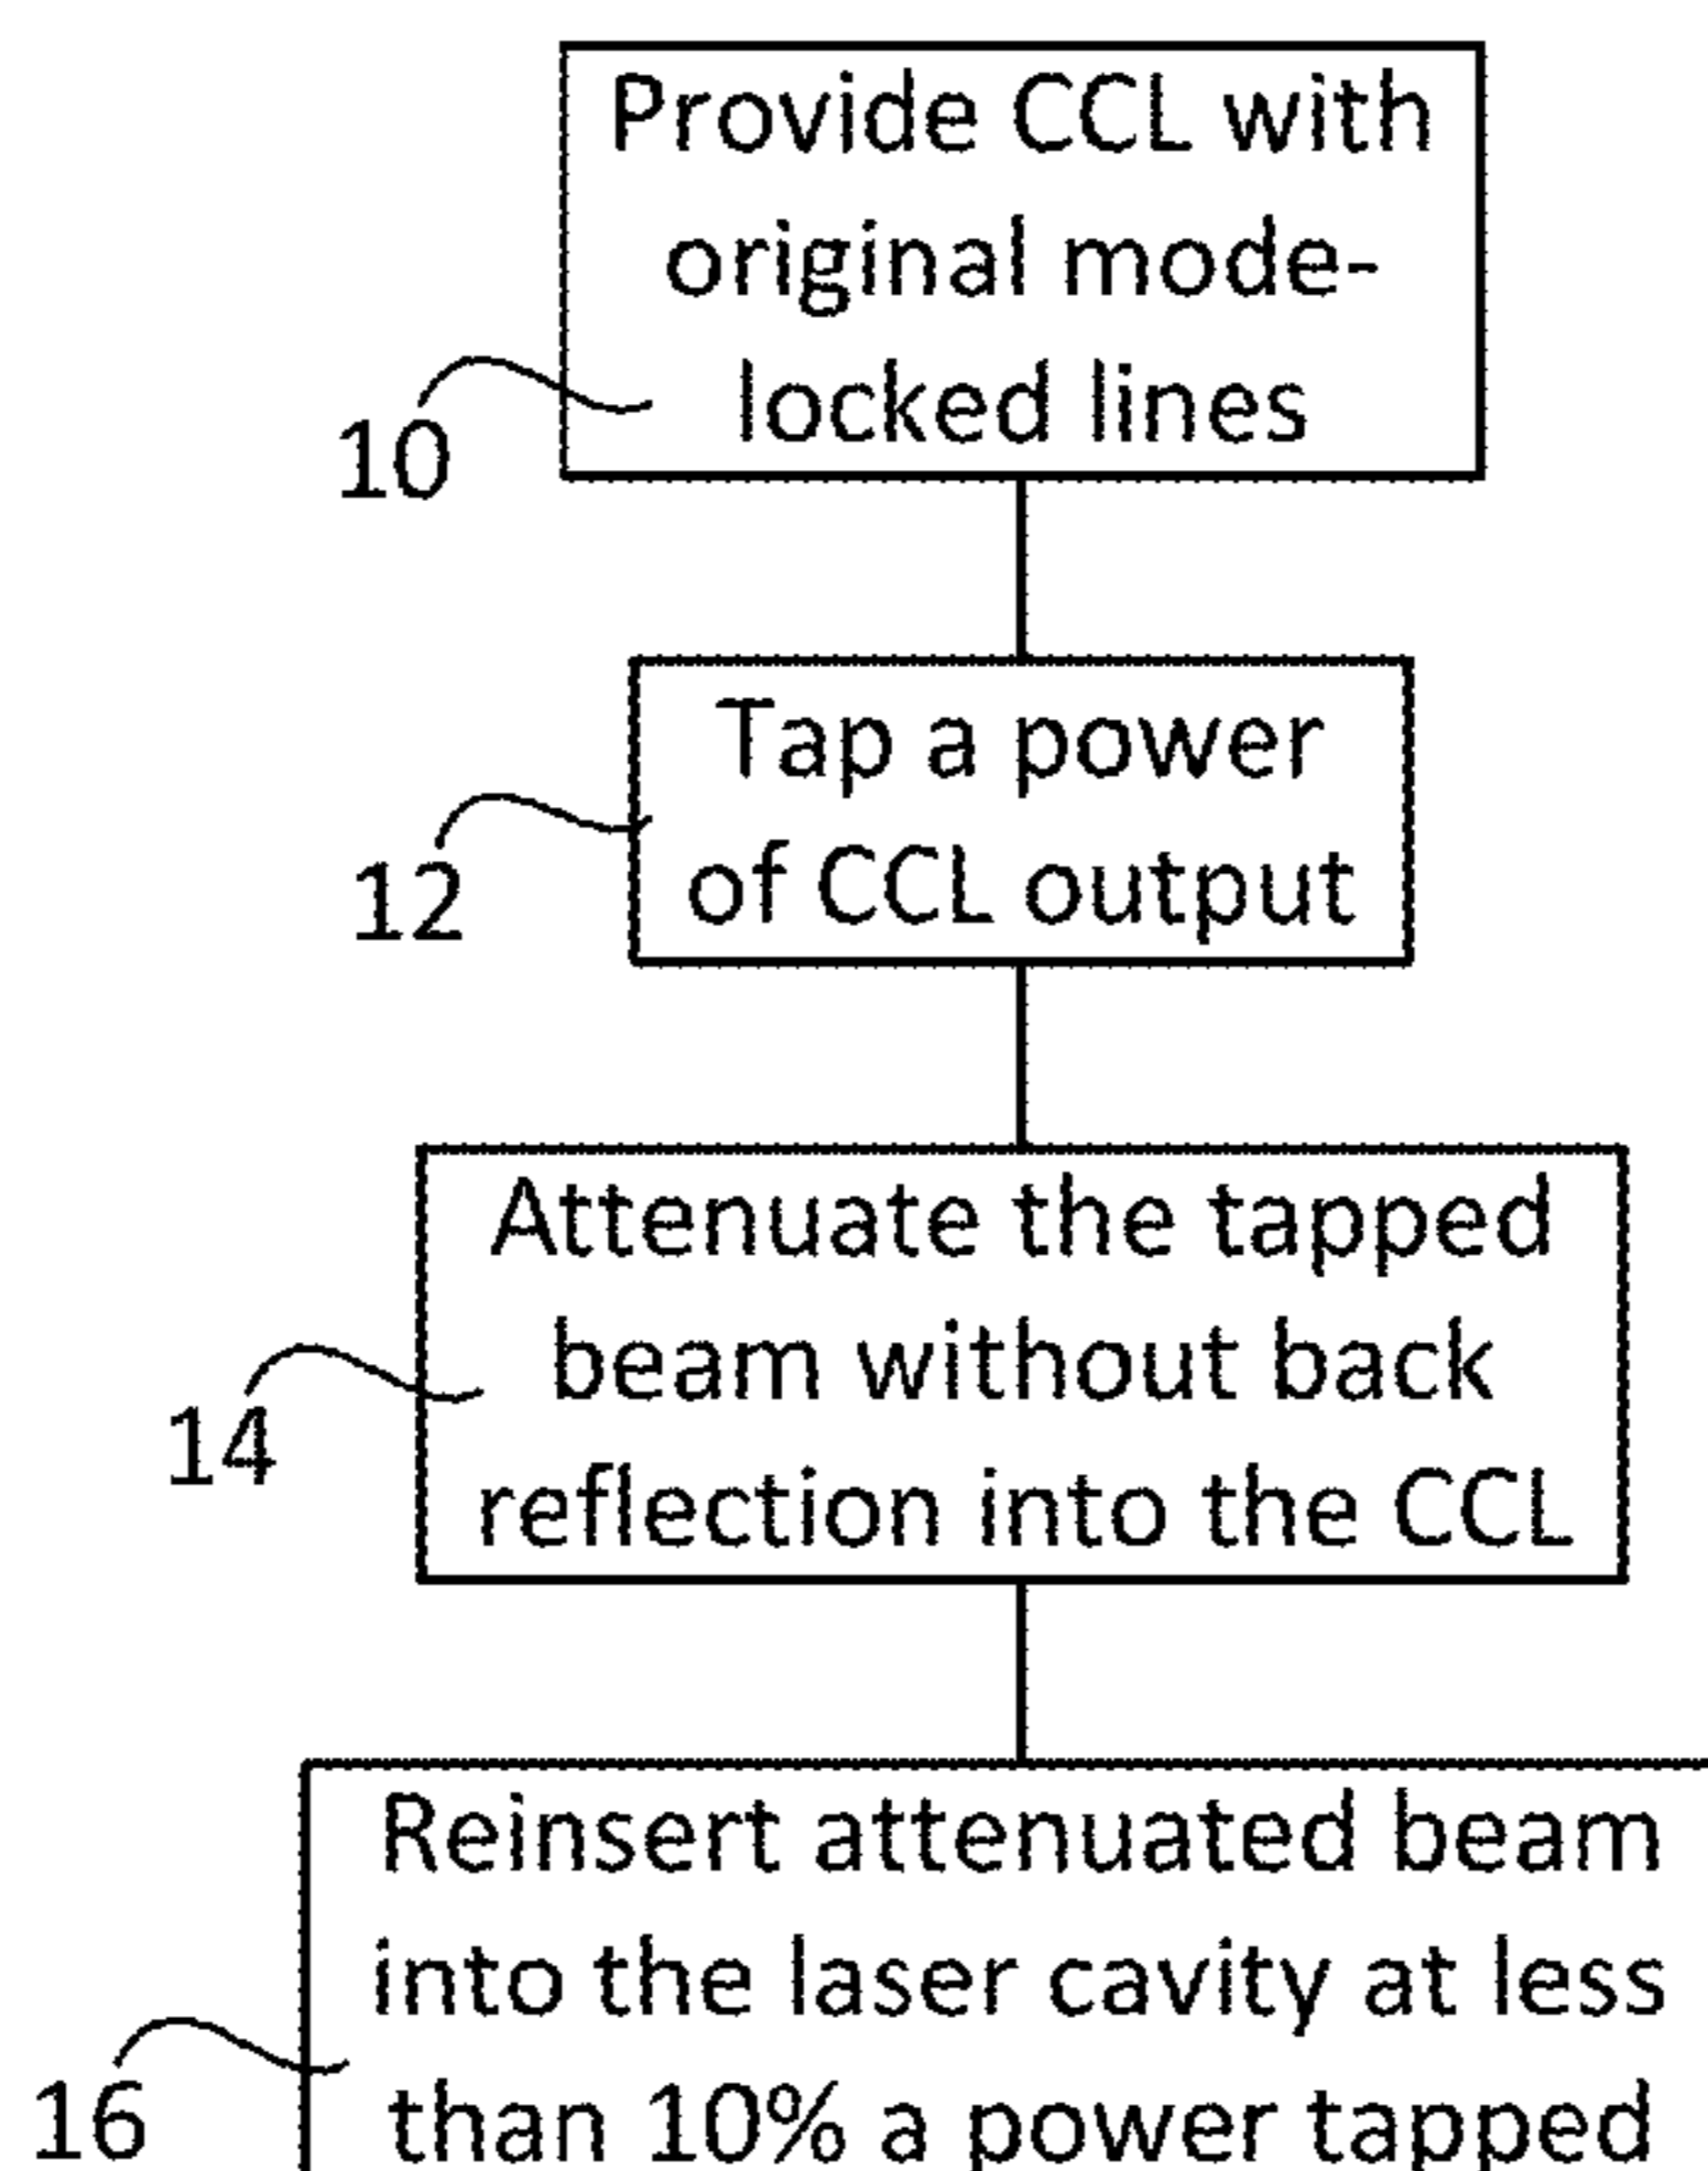 Provide CCL with
original mode-
locked lines
10
Tap a power
of CCL output
12
Attenuate the tapped
beam without back
reflection into the CCL
14
Reinsert attenuated beam
into the laser cavity at less
than 10% a power tapped
16